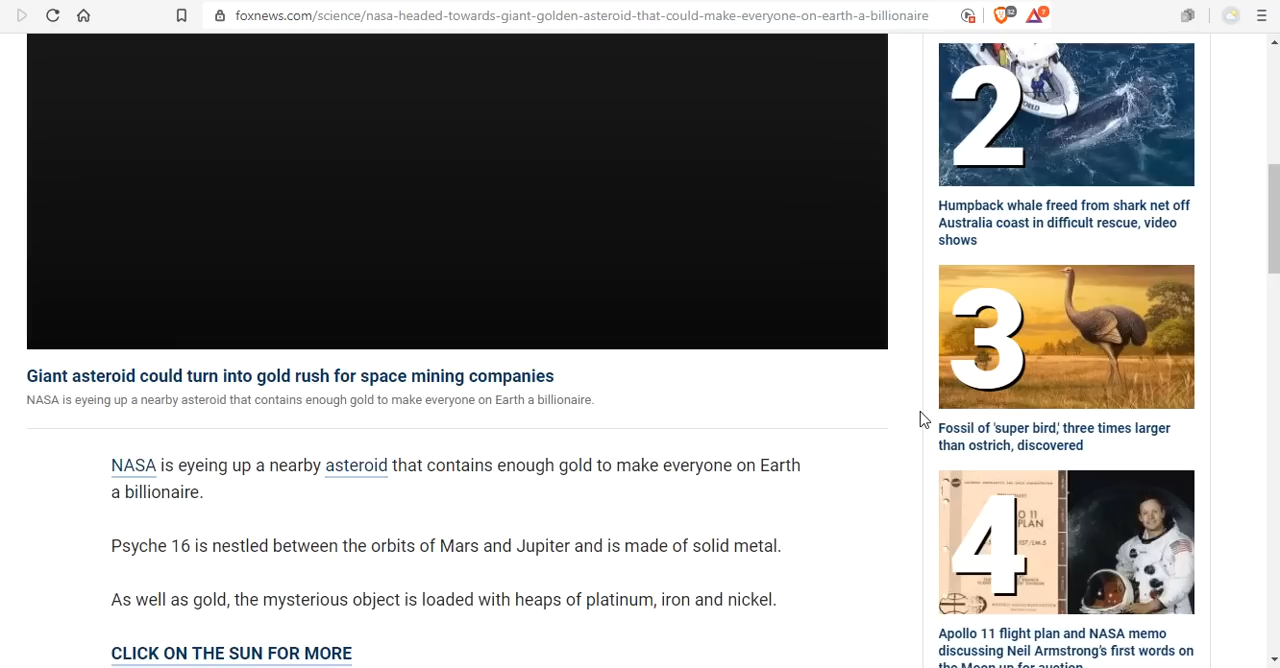 foxnews.com/science/nasa-headed-towards-giant-golden-asteroid-that-could-make-everyone-on-earth-a-billionaire
32
7
Giant asteroid could turn into gold rush for space mining companies
NASA is eyeing up a nearby asteroid that contains enough gold to make everyone on Earth a billionaire.
NASA is eyeing up a nearby asteroid that contains enough gold to make everyone on Earth
a billionaire.
Psyche 16 is nestled between the orbits of Mars and Jupiter and is made of solid metal.
As well as gold, the mysterious object is loaded with heaps of platinum, iron and nickel.
CLICK ON THE SUN FOR MORE
2
Humpback whale freed from shark net off
Australia coast in difficult rescue, video
shows
3
Fossil of 'super bird,' three times larger
than ostrich, discovered
4
Apollo 11 flight plan and NASA memo
discussing Neil Armstrong's first words on
the Moon up for auction